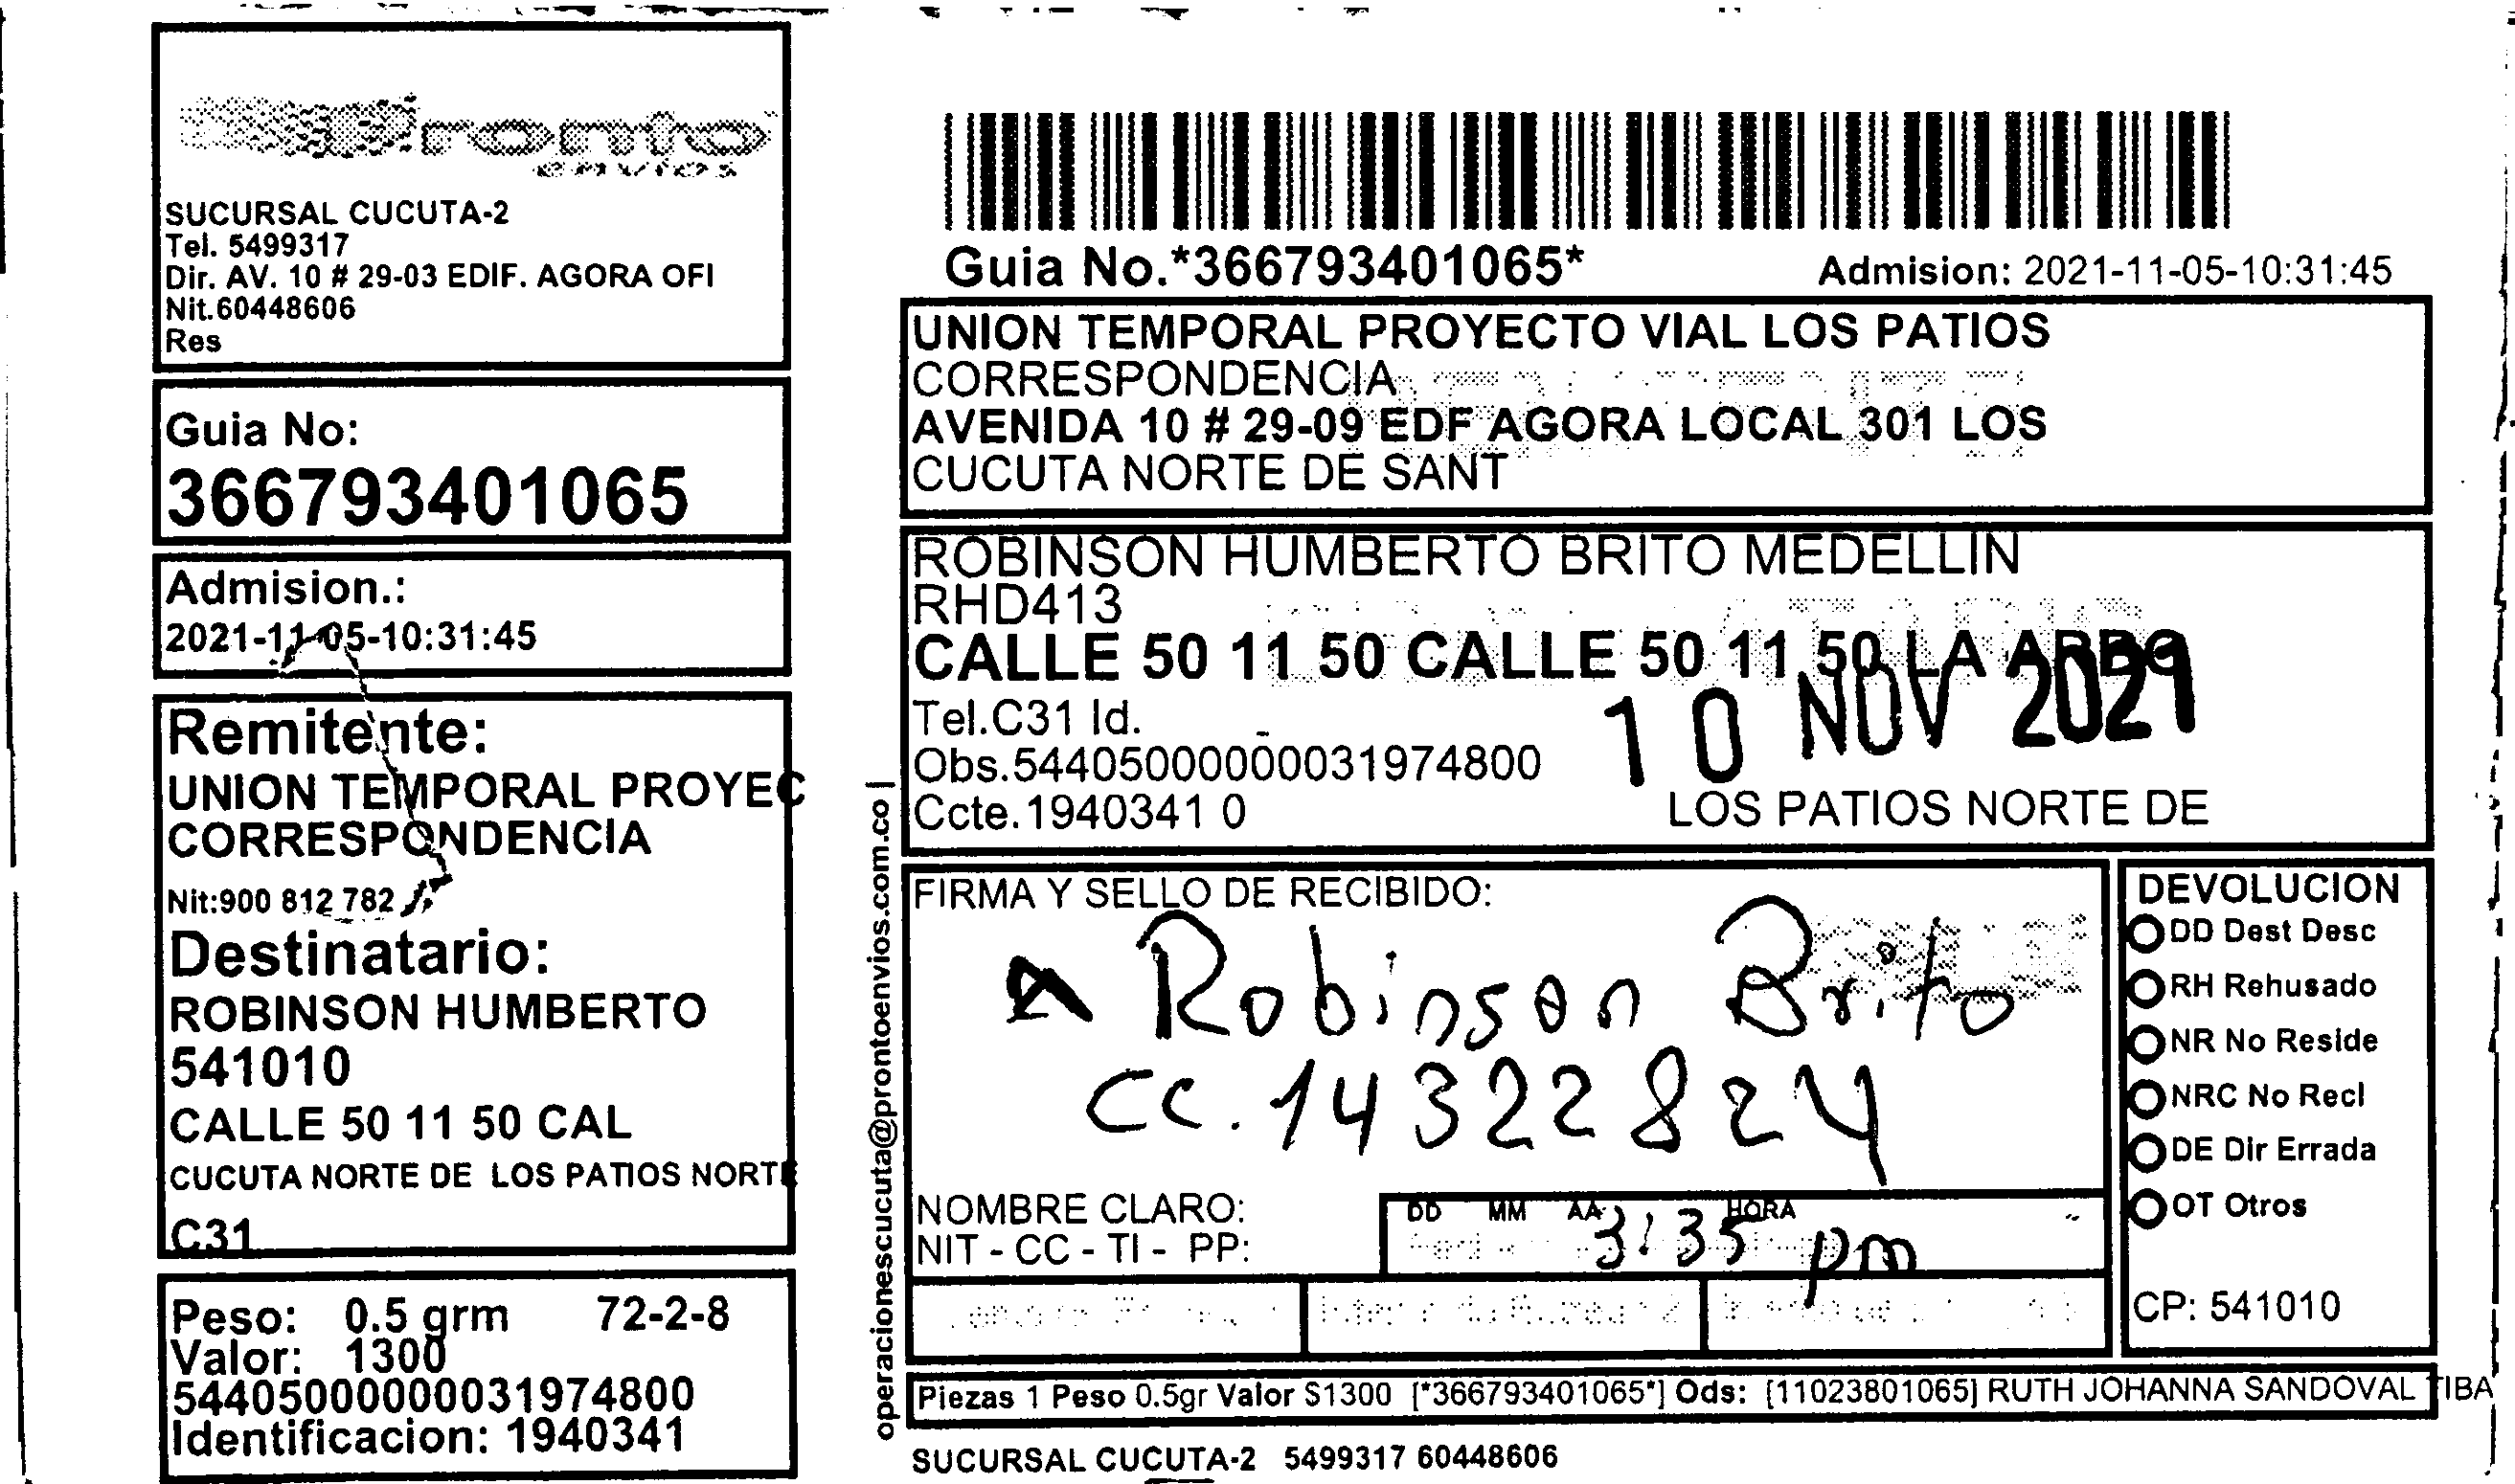 Pronto
envios
SUCURSAL CUCUTA-2
Tel. 5499317
Dir. AV. 10 # 29-03 EDIF. AGORA OFI
Nit.60448606
Res
Guia No:
366793401065
Admision.:
2021-11-05-10:31:45
Remitente:
UNION TEMPORAL PROYEC
CORRESPONDENCIA
Nit:900 812 782
Destinatario:
ROBINSON HUMBERTO
541010
CALLE 50 11 50 CAL
CUCUTA NORTE DE LOS PATIOS NORTE
C31
Peso: 0.5 grm 72-2-8
Valor: 1300
544050000000031974800
Identificacion: 1940341
operacionescucuta@prontoenvios.com.co |
Guia No.*366793401065*
Admision: 2021-11-05-10:31:45
UNION TEMPORAL PROYECTO VIAL LOS PATIOS
CORRESPONDENCIA
AVENIDA 10 # 29-09 EDF AGORA LOCAL 301 LOS
CUCUTA NORTE DE SANT
ROBINSON HUMBERTO BRITO MEDELLIN
RHD413
CALLE 50 11 50 CALLE 50 11 50 LA ARBO
Tel.C31 Id.
10 NOV 2021
Obs.544050000000031974800
Ccte.1940341 0
LOS PATIOS NORTE DE
FIRMA Y SELLO DE RECIBIDO:
Robinson Brito
cc. 14322824
NOMBRE CLARO:
NIT - CC - TI - PP:
DD MM AA HORA
3:35 pm
DEVOLUCION
DD Dest Desc
RH Rehusado
NR No Reside
NRC No Recl
DE Dir Errada
OT Otros
CP: 541010
Piezas 1 Peso 0.5gr Valor $1300 [*366793401065*] Ods: [11023801065] RUTH JOHANNA SANDOVAL TIBA
SUCURSAL CUCUTA-2 5499317 60448606